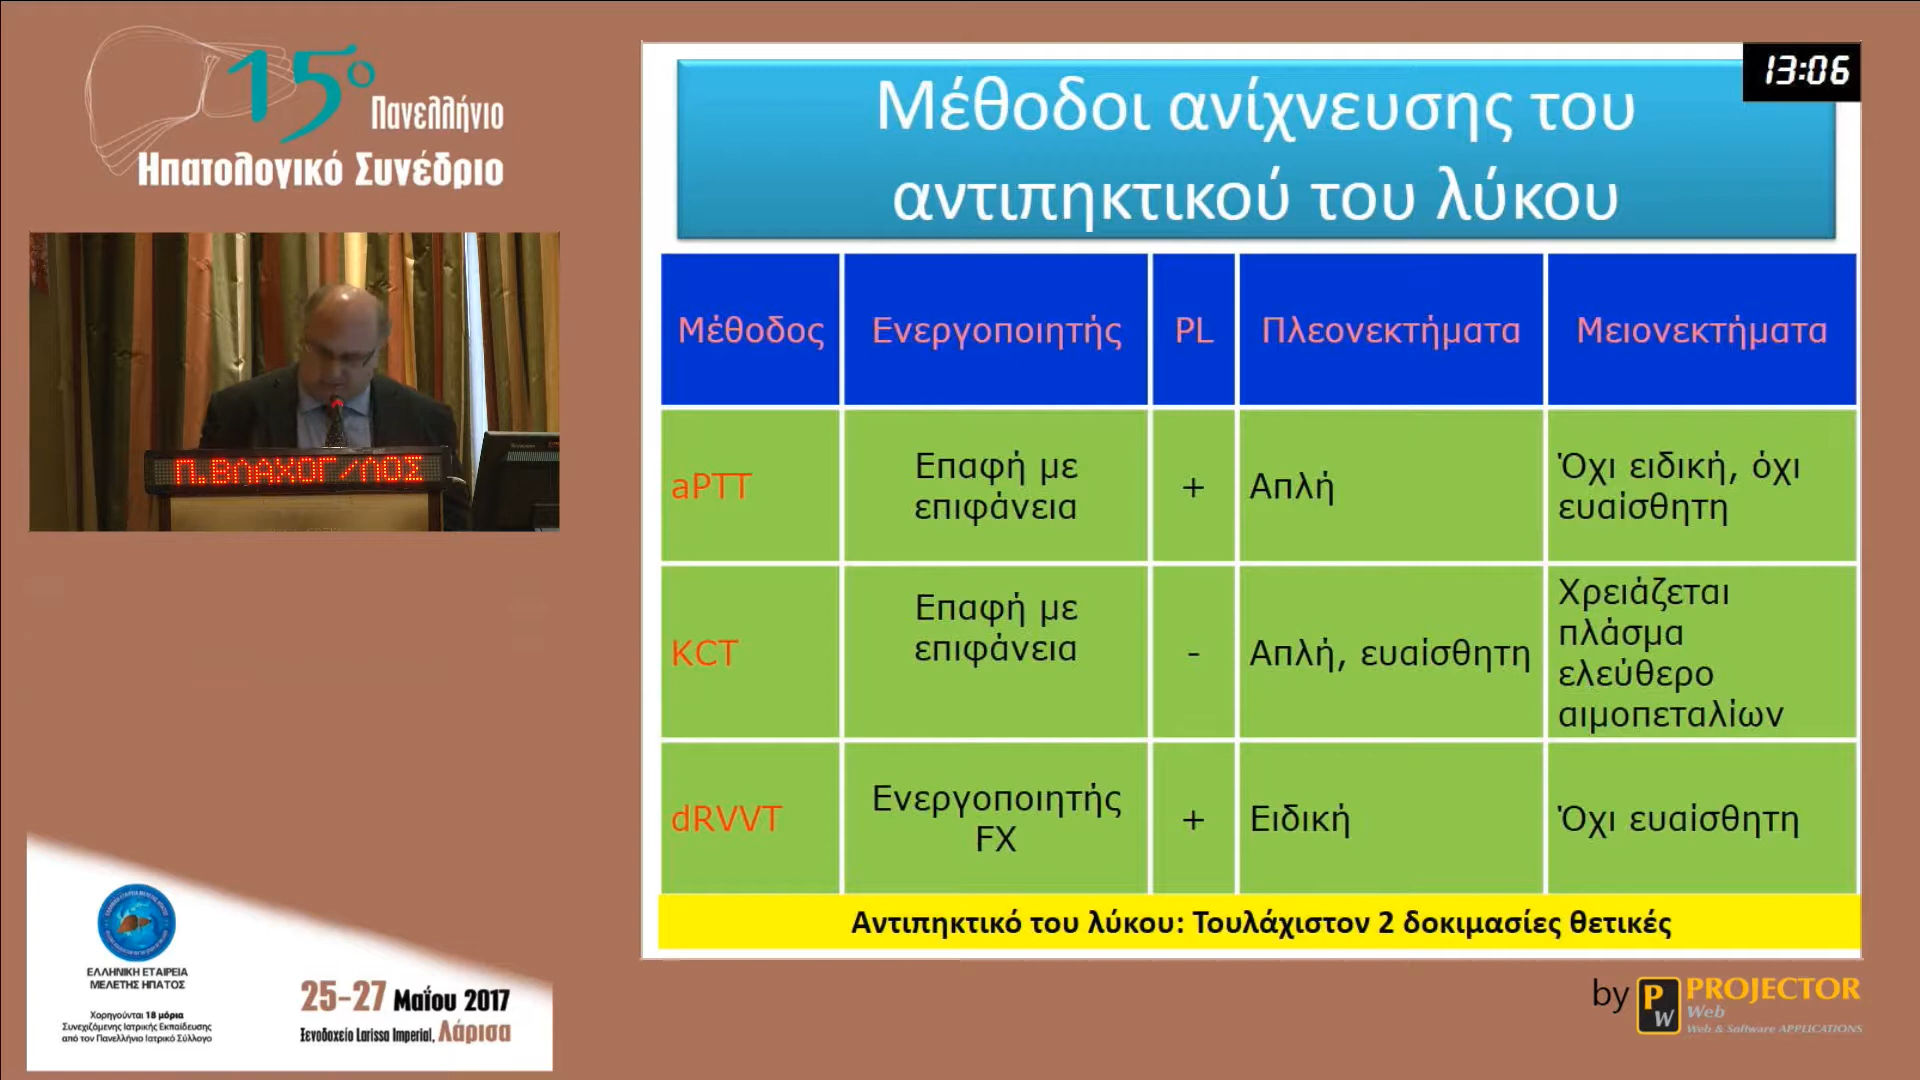 15ο Πανελλήνιο
Ηπατολογικό Συνέδριο
Π.ΒΛΑΧΟΓ/ΛΟΣ
ΕΛΛΗΝΙΚΗ ΕΤΑΙΡΕΙΑ
ΜΕΛΕΤΗΣ ΗΠΑΤΟΣ
Χορηγούνται 18 μόρια
Συνεχιζόμενης Ιατρικής Εκπαίδευσης
από τον Πανελλήνιο Ιατρικό Σύλλογο
25-27 Μαΐου 2017
Ξενοδοχείο Larissa Imperial, Λάρισα
13:06
Μέθοδοι ανίχνευσης του
αντιπηκτικού του λύκου
Μέθοδος Ενεργοποιητής PL Πλεονεκτήματα Μειονεκτήματα
aPTT
Επαφή με
επιφάνεια
+
Απλή
Όχι ειδική, όχι
ευαίσθητη
KCT
Επαφή με
επιφάνεια
-
Απλή, ευαίσθητη
Χρειάζεται
πλάσμα
ελεύθερο
αιμοπεταλίων
dRVVT
Ενεργοποιητής
FX
+
Ειδική
Όχι ευαίσθητη
Αντιπηκτικό του λύκου: Τουλάχιστον 2 δοκιμασίες θετικές
by PW PROJECTOR
Web
Web & Software APPLICATIONS